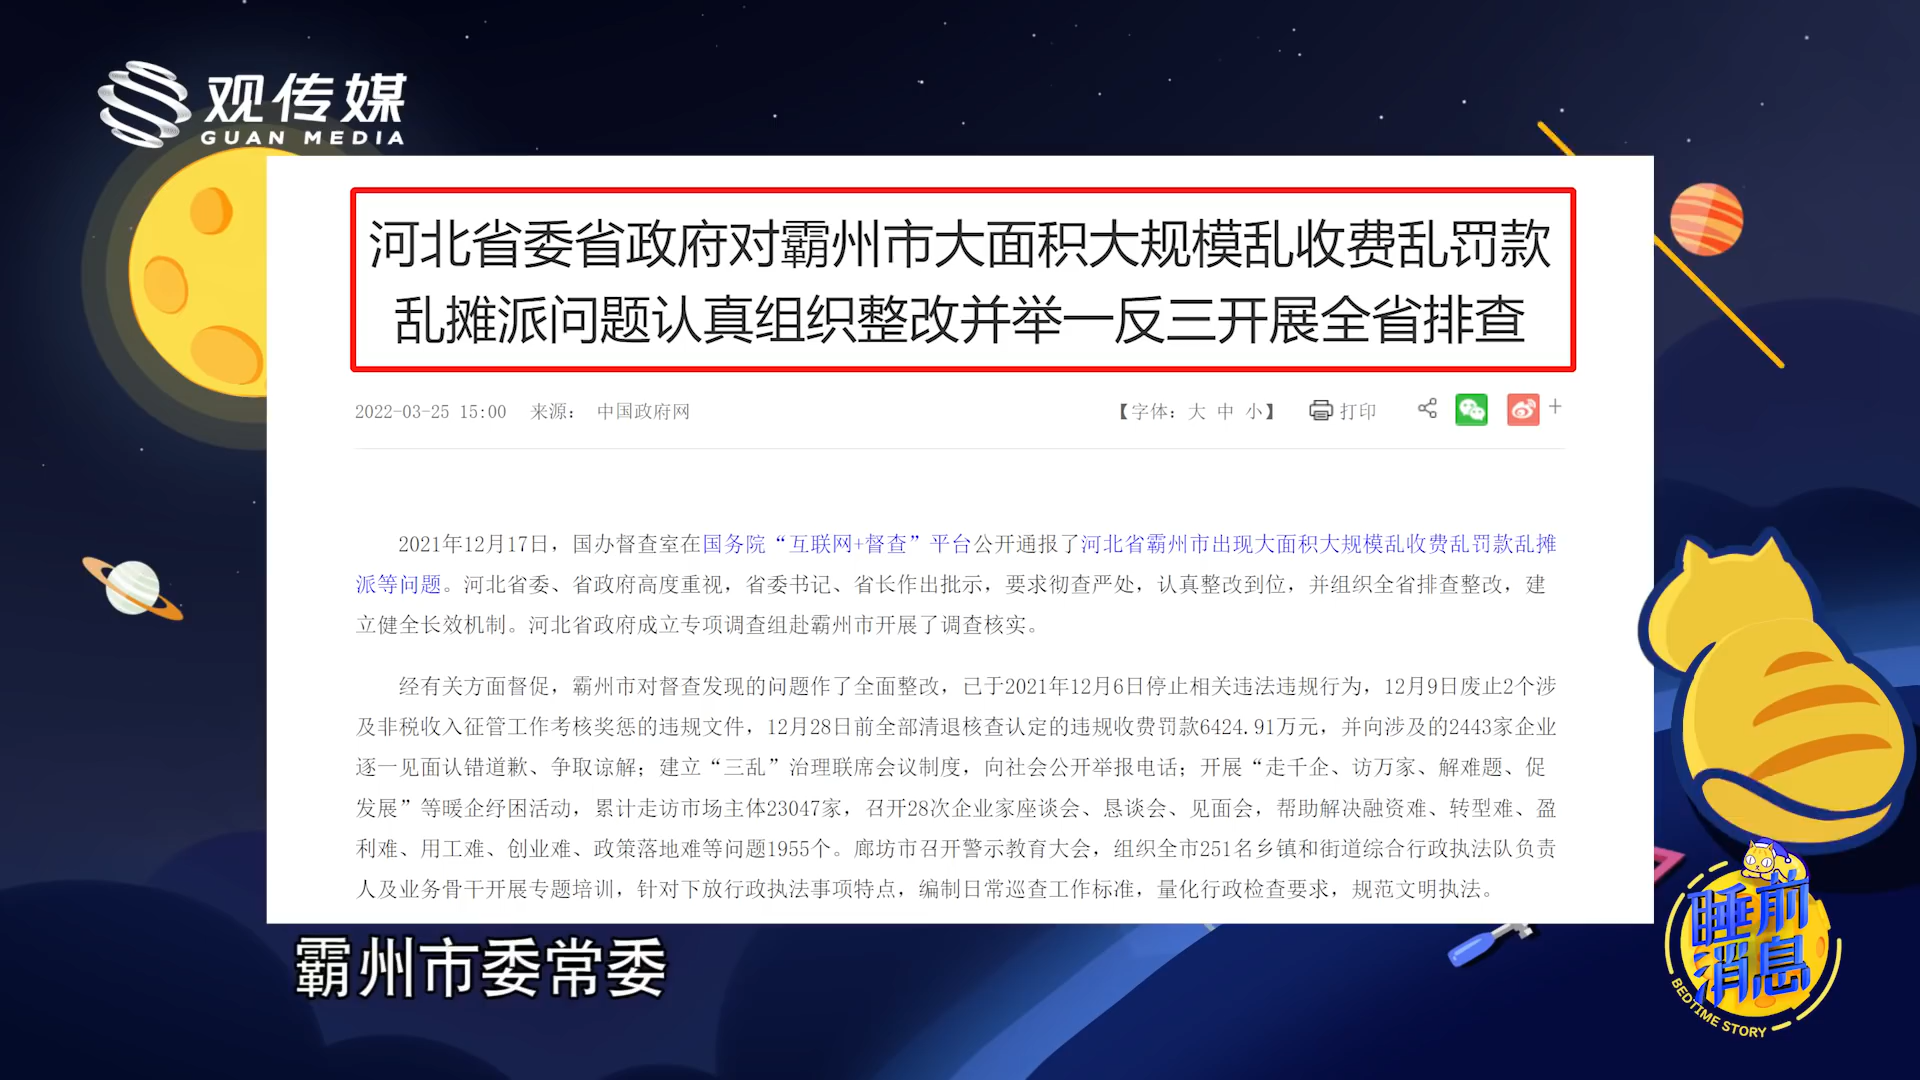 观传媒
GUAN MEDIA
河北省委省政府对霸州市大面积大规模乱收费乱罚款
乱摊派问题认真组织整改并举一反三开展全省排查
2022-03-25 15:00 来源： 中国政府网 【字体：大 中 小】 打印 +
2021年12月17日，国办督查室在国务院“互联网+督查”平台公开通报了河北省霸州市出现大面积大规模乱收费乱罚款乱摊
派等问题。河北省委、省政府高度重视，省委书记、省长作出批示，要求彻查严处，认真整改到位，并组织全省排查整改，建
立健全长效机制。河北省政府成立专项调查组赴霸州市开展了调查核实。
经有关方面督促，霸州市对督查发现的问题作了全面整改，已于2021年12月6日停止相关违法违规行为，12月9日废止2个涉
及非税收入征管工作考核奖惩的违规文件，12月28日前全部清退核查认定的违规收费罚款6424.91万元，并向涉及的2443家企业
逐一见面认错道歉、争取谅解；建立“三乱”治理联席会议制度，向社会公开举报电话；开展“走千企、访万家、解难题、促
发展”等暖企纾困活动，累计走访市场主体23047家，召开28次企业家座谈会、恳谈会、见面会，帮助解决融资难、转型难、盈
利难、用工难、创业难、政策落地难等问题1955个。廊坊市召开警示教育大会，组织全市251名乡镇和街道综合行政执法队负责
人及业务骨干开展专题培训，针对下放行政执法事项特点，编制日常巡查工作标准，量化行政检查要求，规范文明执法。
霸州市委常委
睡前
消息
BEDTIME STORY